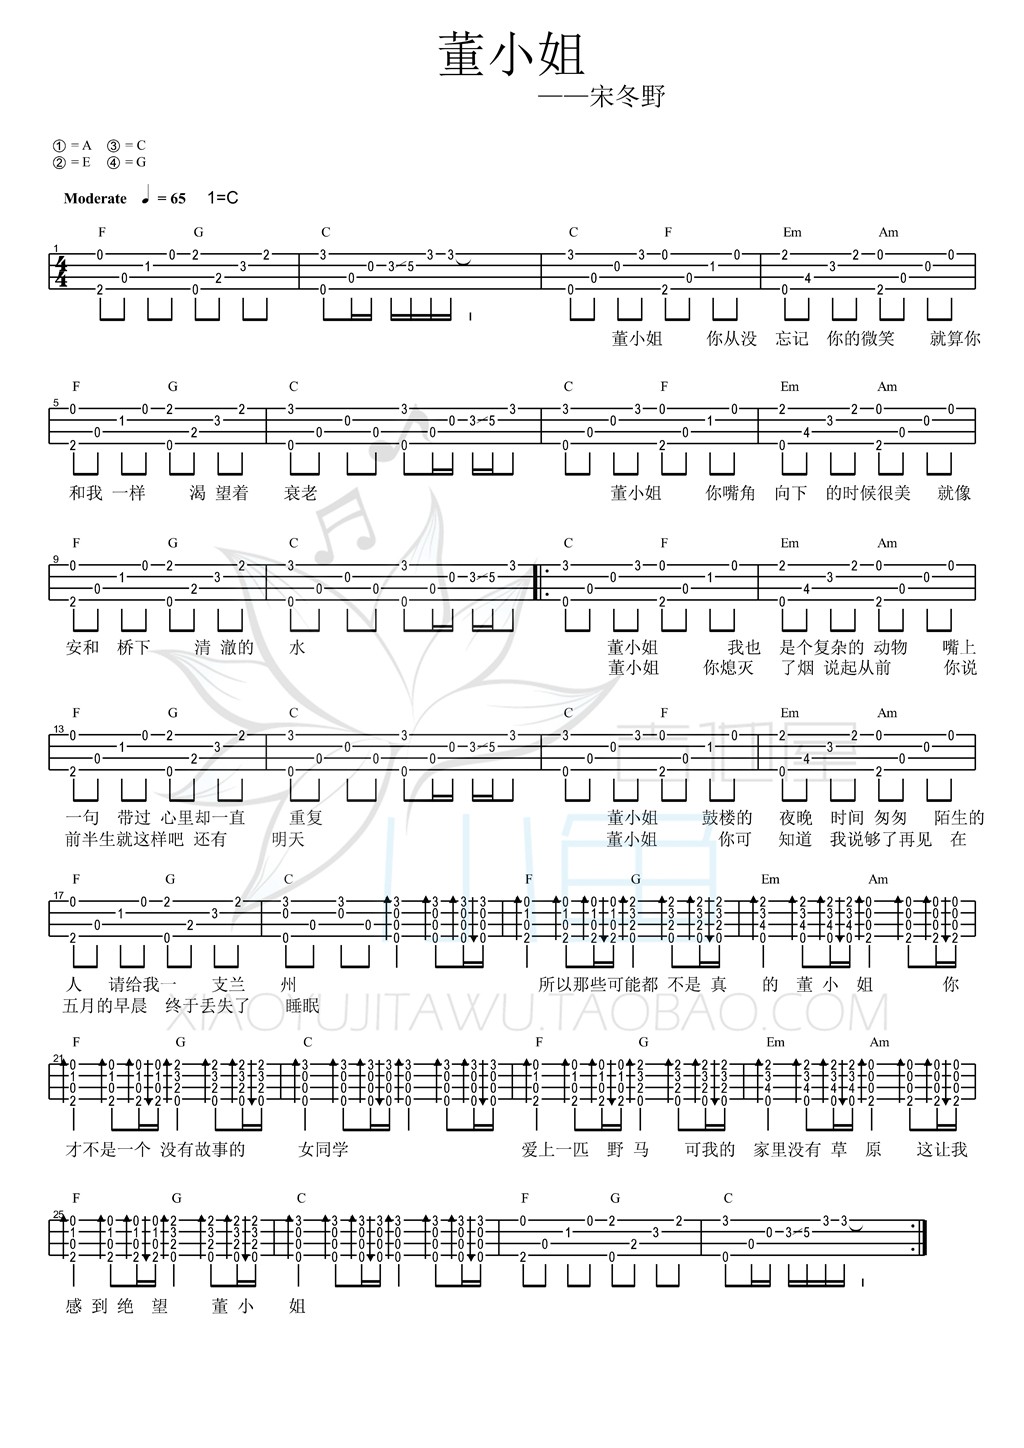 董小姐
——宋冬野
① = A ③ = C
② = E ④ = G
Moderate ♩ = 65 1=C
F G C C F Em Am
董小姐 你从没 忘记 你的微笑 就算你
F G C C F Em Am
和我 一样 渴 望着 衰老 董小姐 你嘴角 向下 的时候很美 就像
F G C C F Em Am
安和 桥下 清 澈的 水 董小姐 我也 是个复杂的 动物 嘴上
董小姐 你熄灭 了烟 说起从前 你说
F G C C F Em Am
一句 带过 心里却一直 重复 董小姐 鼓楼的 夜晚 时间 匆匆 陌生的
前半生就这样吧 还有 明天 董小姐 你可 知道 我说够了再见 在
F G C F G Em Am
人 请给我一 支兰 州 所以那些可能都 不是真 的 董 小 姐 你
五月的早晨 终于丢失了 睡眠
F G C F G Em Am
才不是一个 没有故事的 女同学 爱上一匹 野 马 可我的 家里没有 草 原 这让我
F G C F G C
感 到 绝 望 董 小 姐
吉他屋
小鱼
XIAOYUJITAWU.TAOBAO.COM